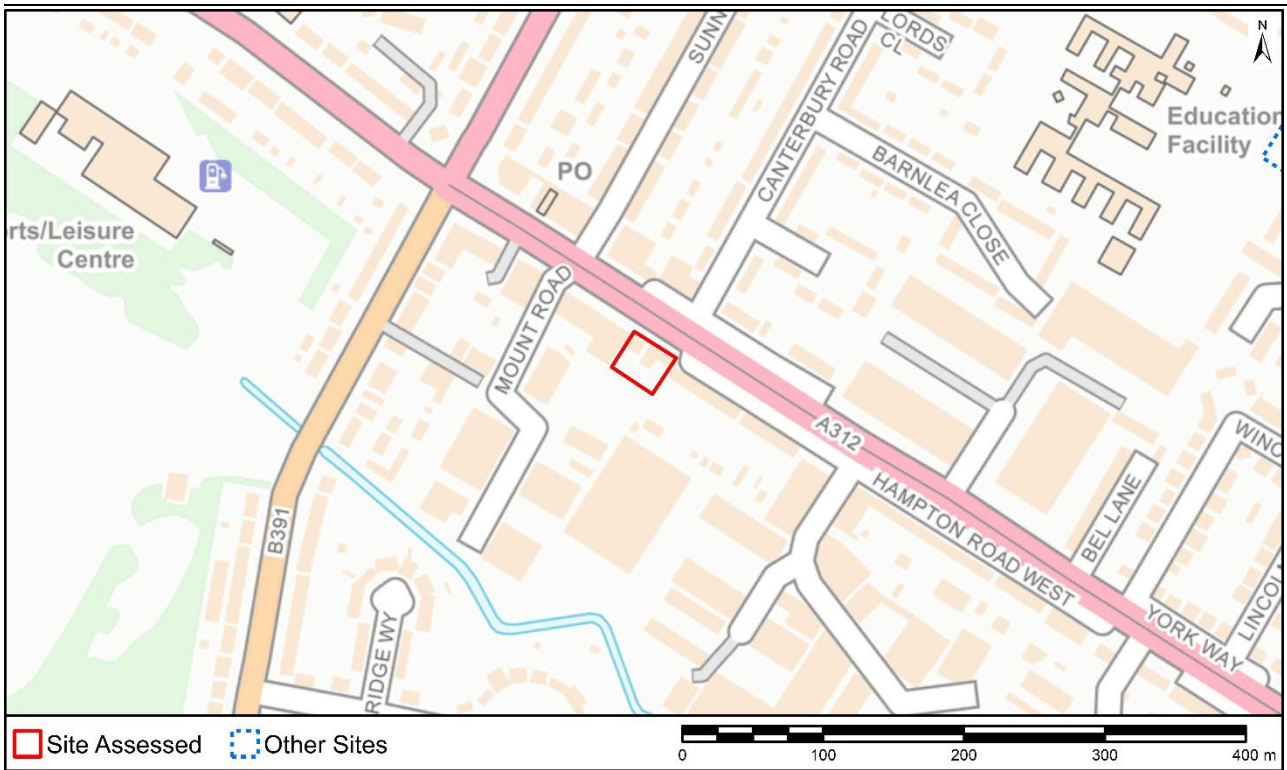 LORDS
CL
N
SUNN
CANTERBURY ROAD
Education
Facility
BARNLEA CLOSE
PO
rts/Leisure
Centre
MOUNT ROAD
A312
WINC
HAMPTON ROAD WEST
BEL LANE
B391
LINCOLN
YORK WAY
RIDGE WY
Site Assessed
Other Sites
0
100
200
300
400 m